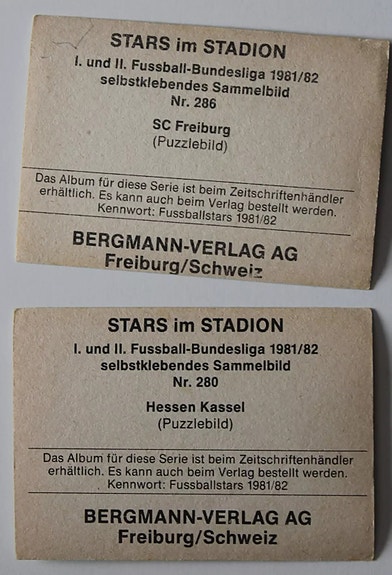 STARS im STADION
I. und II. Fussball-Bundesliga 1981/82
selbstklebendes Sammelbild
Nr. 286
SC Freiburg
(Puzzlebild)
Das Album für diese Serie ist beim Zeitschriftenhändler
erhältlich. Es kann auch beim Verlag bestellt werden.
Kennwort: Fussballstars 1981/82
BERGMANN-VERLAG AG
Freiburg/Schweiz
STARS im STADION
I. und II. Fussball-Bundesliga 1981/82
selbstklebendes Sammelbild
Nr. 280
Hessen Kassel
(Puzzlebild)
Das Album für diese Serie ist beim Zeitschriftenhändler
erhältlich. Es kann auch beim Verlag bestellt werden.
Kennwort: Fussballstars 1981/82
BERGMANN-VERLAG AG
Freiburg/Schweiz